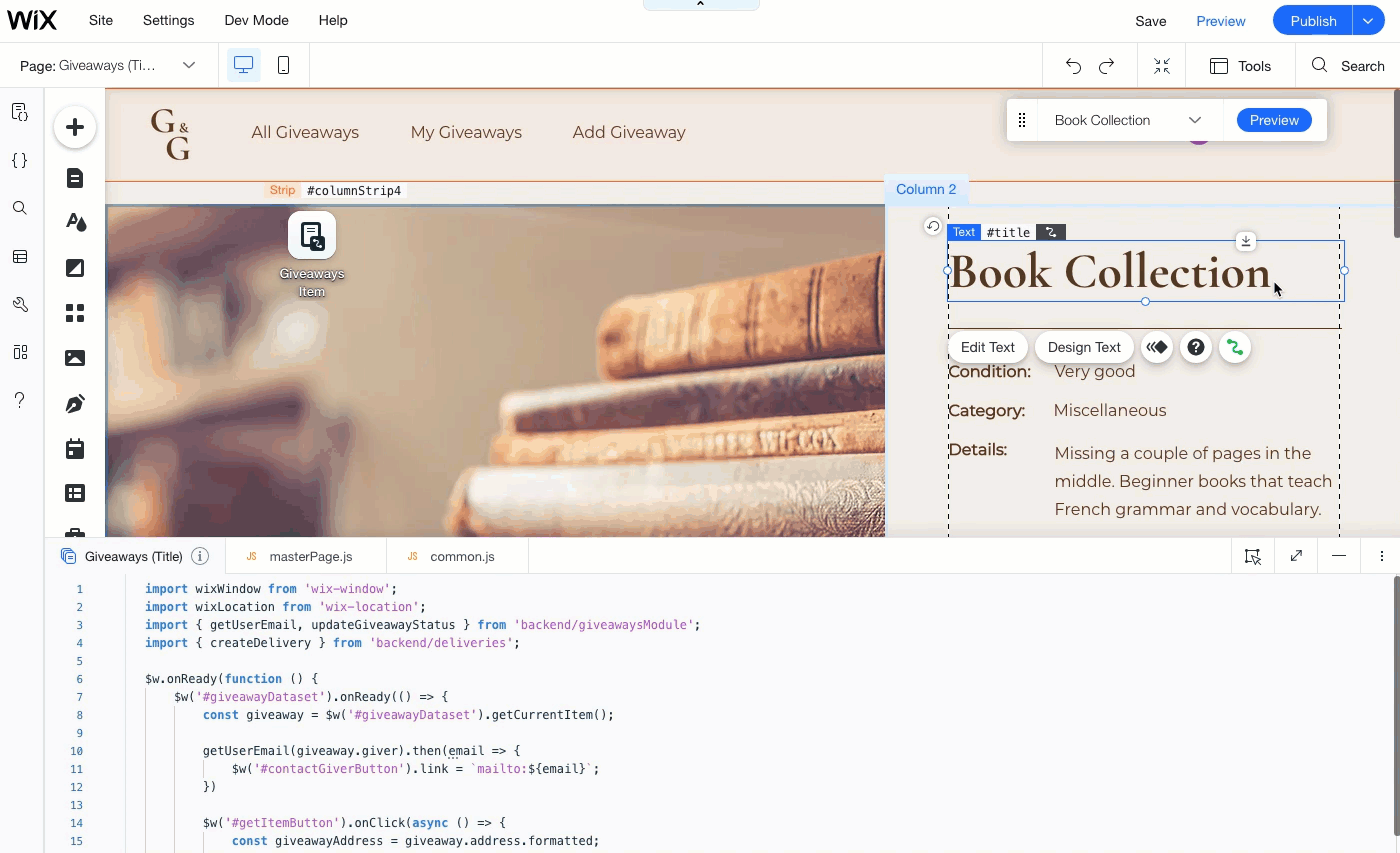 WiX Site Settings Dev Mode Help Save Preview Publish
Page: Giveaways (Ti... Tools Search
G & G
All Giveaways My Giveaways Add Giveaway
Book Collection Preview
Strip #columnStrip4
Column 2
Giveaways
Item
Text #title
Book Collection
Edit Text Design Text
Condition: Very good
Category: Miscellaneous
Details: Missing a couple of pages in the
middle. Beginner books that teach
French grammar and vocabulary.
Giveaways (Title) JS masterPage.js JS common.js
1 import wixWindow from 'wix-window';
2 import wixLocation from 'wix-location';
3 import { getUserEmail, updateGiveawayStatus } from 'backend/giveawaysModule';
4 import { createDelivery } from 'backend/deliveries';
5
6 $w.onReady(function () {
7 $w('#giveawayDataset').onReady(() => {
8 const giveaway = $w('#giveawayDataset').getCurrentItem();
9
10 getUserEmail(giveaway.giver).then(email => {
11 $w('#contactGiverButton').link = `mailto:${email}`;
12 })
13
14 $w('#getItemButton').onClick(async () => {
15 const giveawayAddress = giveaway.address.formatted;